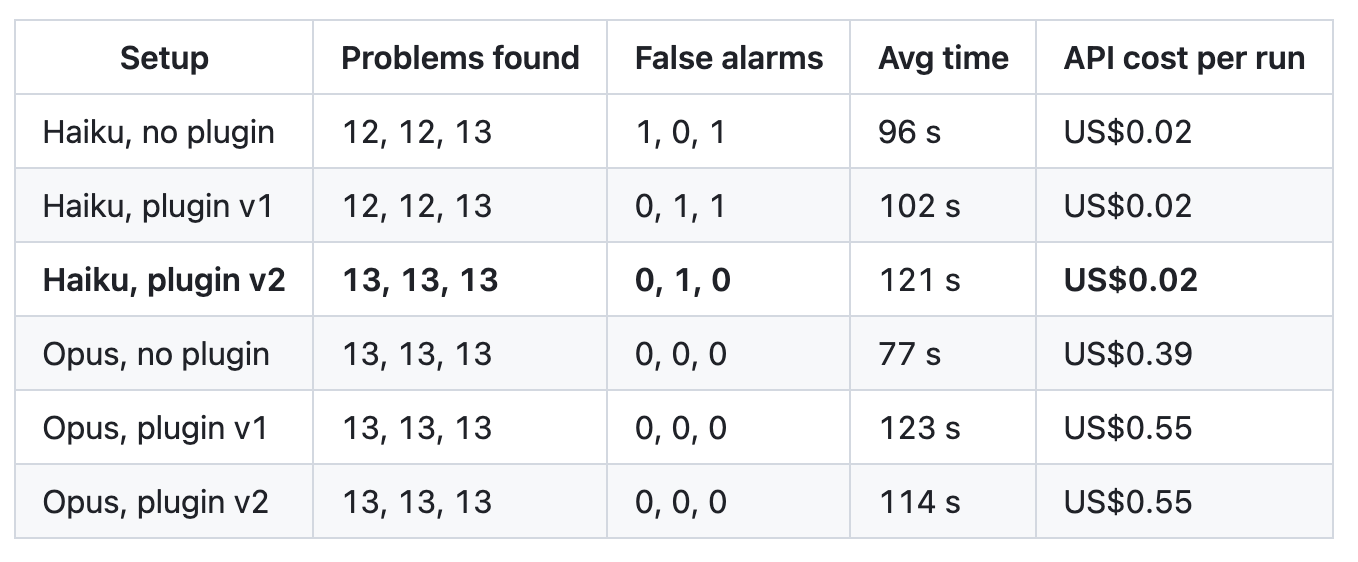 Setup Problems found False alarms Avg time API cost per run
Haiku, no plugin 12, 12, 13 1, 0, 1 96 s US$0.02
Haiku, plugin v1 12, 12, 13 0, 1, 1 102 s US$0.02
Haiku, plugin v2 13, 13, 13 0, 1, 0 121 s US$0.02
Opus, no plugin 13, 13, 13 0, 0, 0 77 s US$0.39
Opus, plugin v1 13, 13, 13 0, 0, 0 123 s US$0.55
Opus, plugin v2 13, 13, 13 0, 0, 0 114 s US$0.55